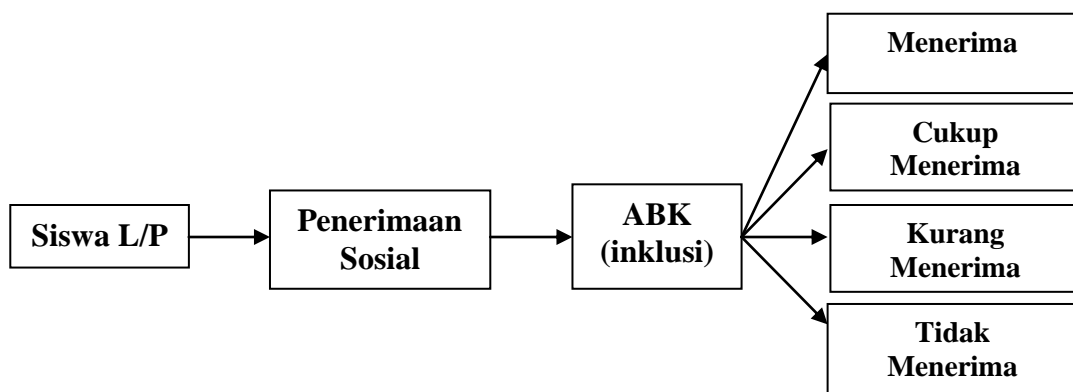 Siswa L/P
Penerimaan
Sosial
ABK
(inklusi)
Menerima
Cukup
Menerima
Kurang
Menerima
Tidak
Menerima